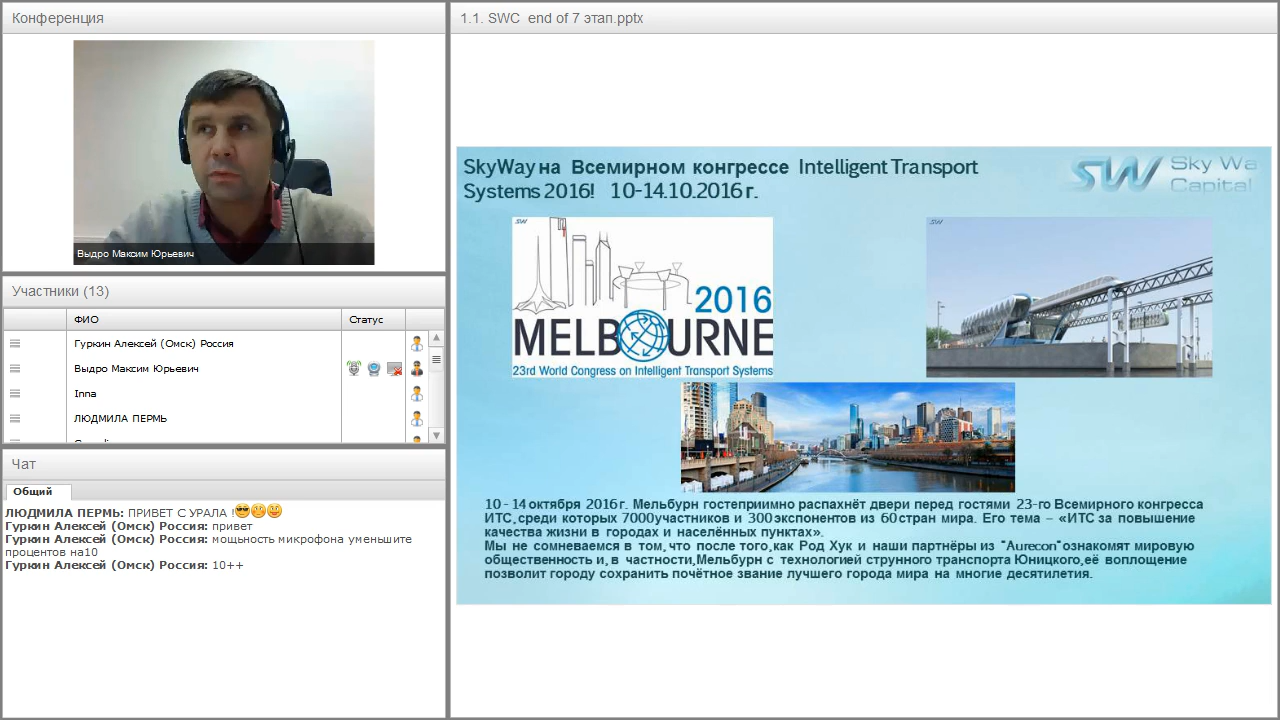 Конференция
Выдро Максим Юрьевич
Участники (13)
ФИО
Статус
Гуркин Алексей (Омск) Россия
Выдро Максим Юрьевич
Inna
ЛЮДМИЛА ПЕРМЬ
Чат
Общий
ЛЮДМИЛА ПЕРМЬ: ПРИВЕТ С УРАЛА !
Гуркин Алексей (Омск) Россия: привет
Гуркин Алексей (Омск) Россия: мощьность микрофона уменьшите
процентов на10
Гуркин Алексей (Омск) Россия: 10++
1.1. SWC end of 7 этап.pptx
SkyWay на Всемирном конгрессе Intelligent Transport
Systems 2016! 10-14.10.2016 г.
SW Sky Wa
Capital
SW
2016
MELBOURNE
23rd World Congress on Intelligent Transport Systems
SW
10 - 14 октября 2016 г. Мельбурн гостеприимно распахнёт двери перед гостями 23-го Всемирного конгресса
ИТС, среди которых 7000 участников и 300 экспонентов из 60 стран мира. Его тема – «ИТС за повышение
качества жизни в городах и населённых пунктах».
Мы не сомневаемся в том, что после того, как Род Хук и наши партнёры из "Aurecon" ознакомят мировую
общественность и, в частности, Мельбурн с технологией струнного транспорта Юницкого, её воплощение
позволит городу сохранить почётное звание лучшего города мира на многие десятилетия.